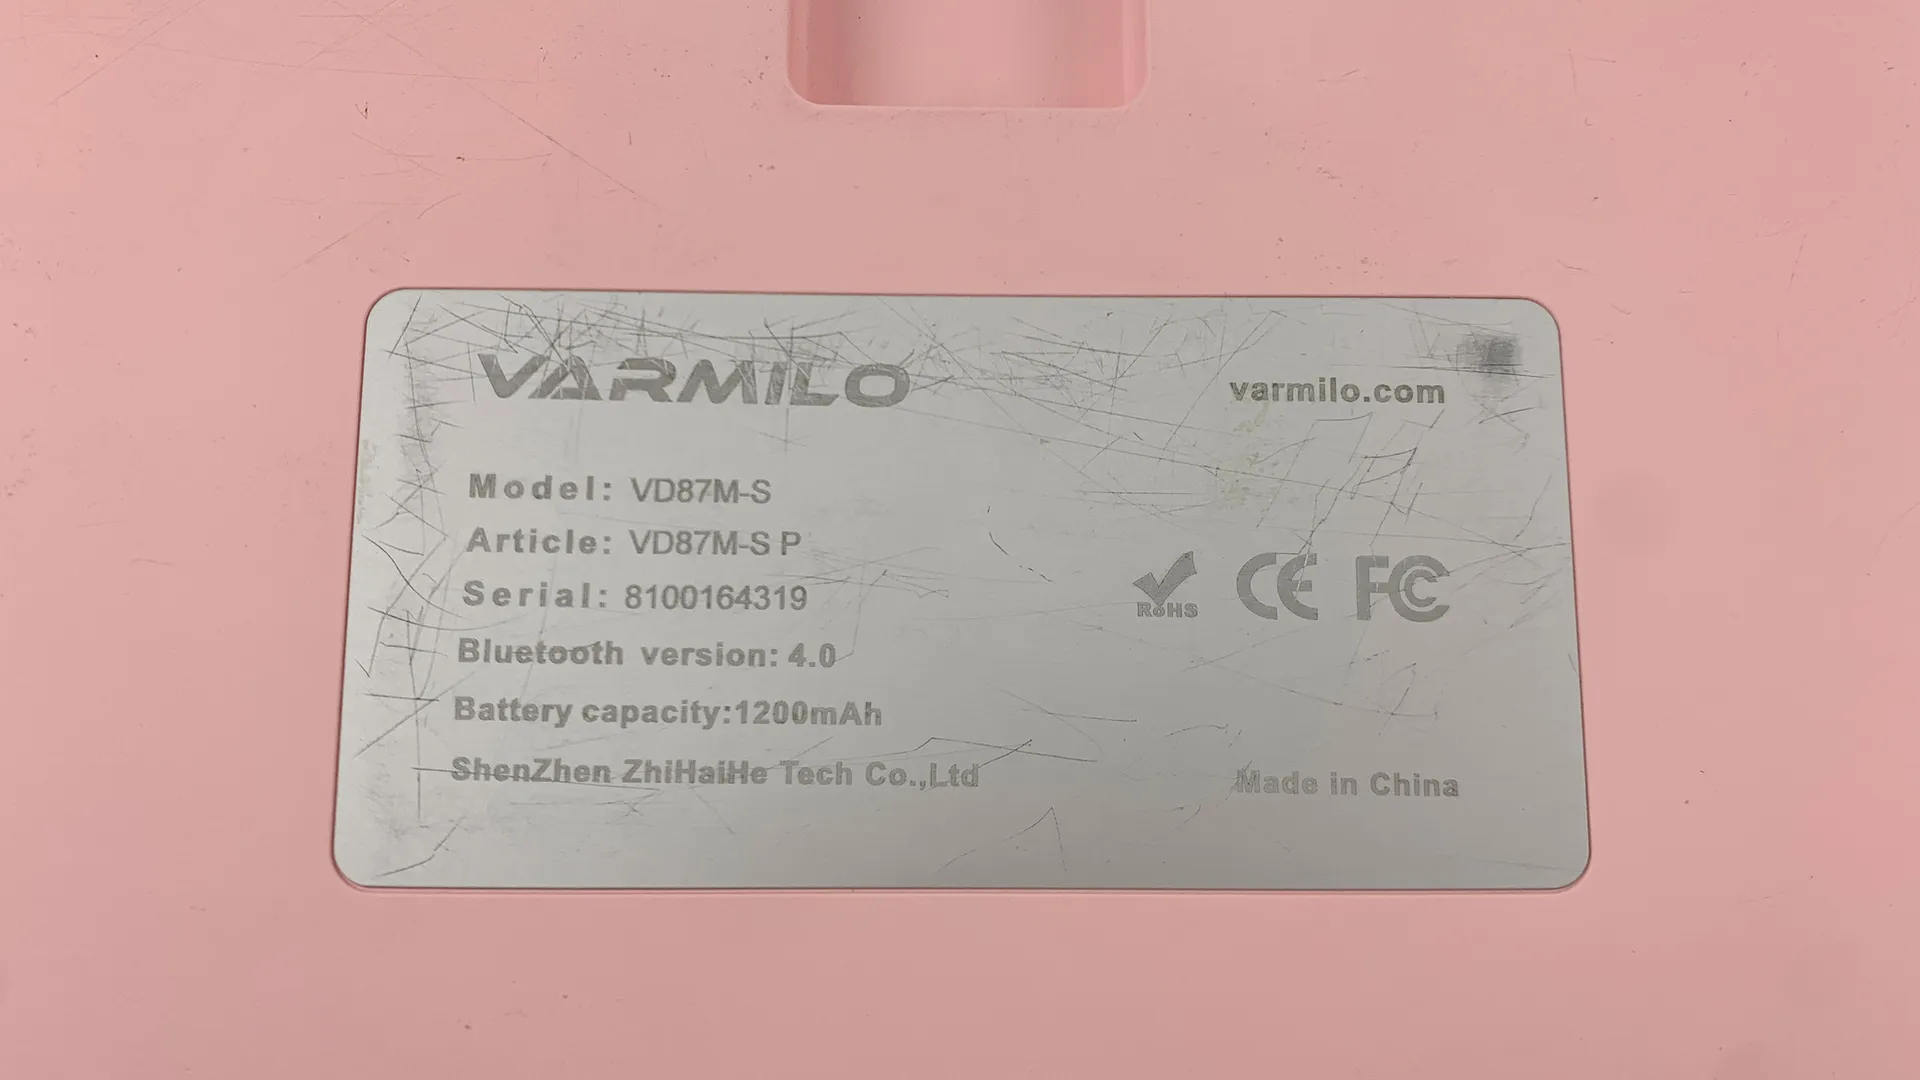 VARMILO
varmilo.com
Model: VD87M-S
Article: VD87M-S P
Serial: 8100164319
RoHS CE FC
Bluetooth version: 4.0
Battery capacity:1200mAh
ShenZhen ZhiHaiHe Tech Co.,Ltd
Made in China